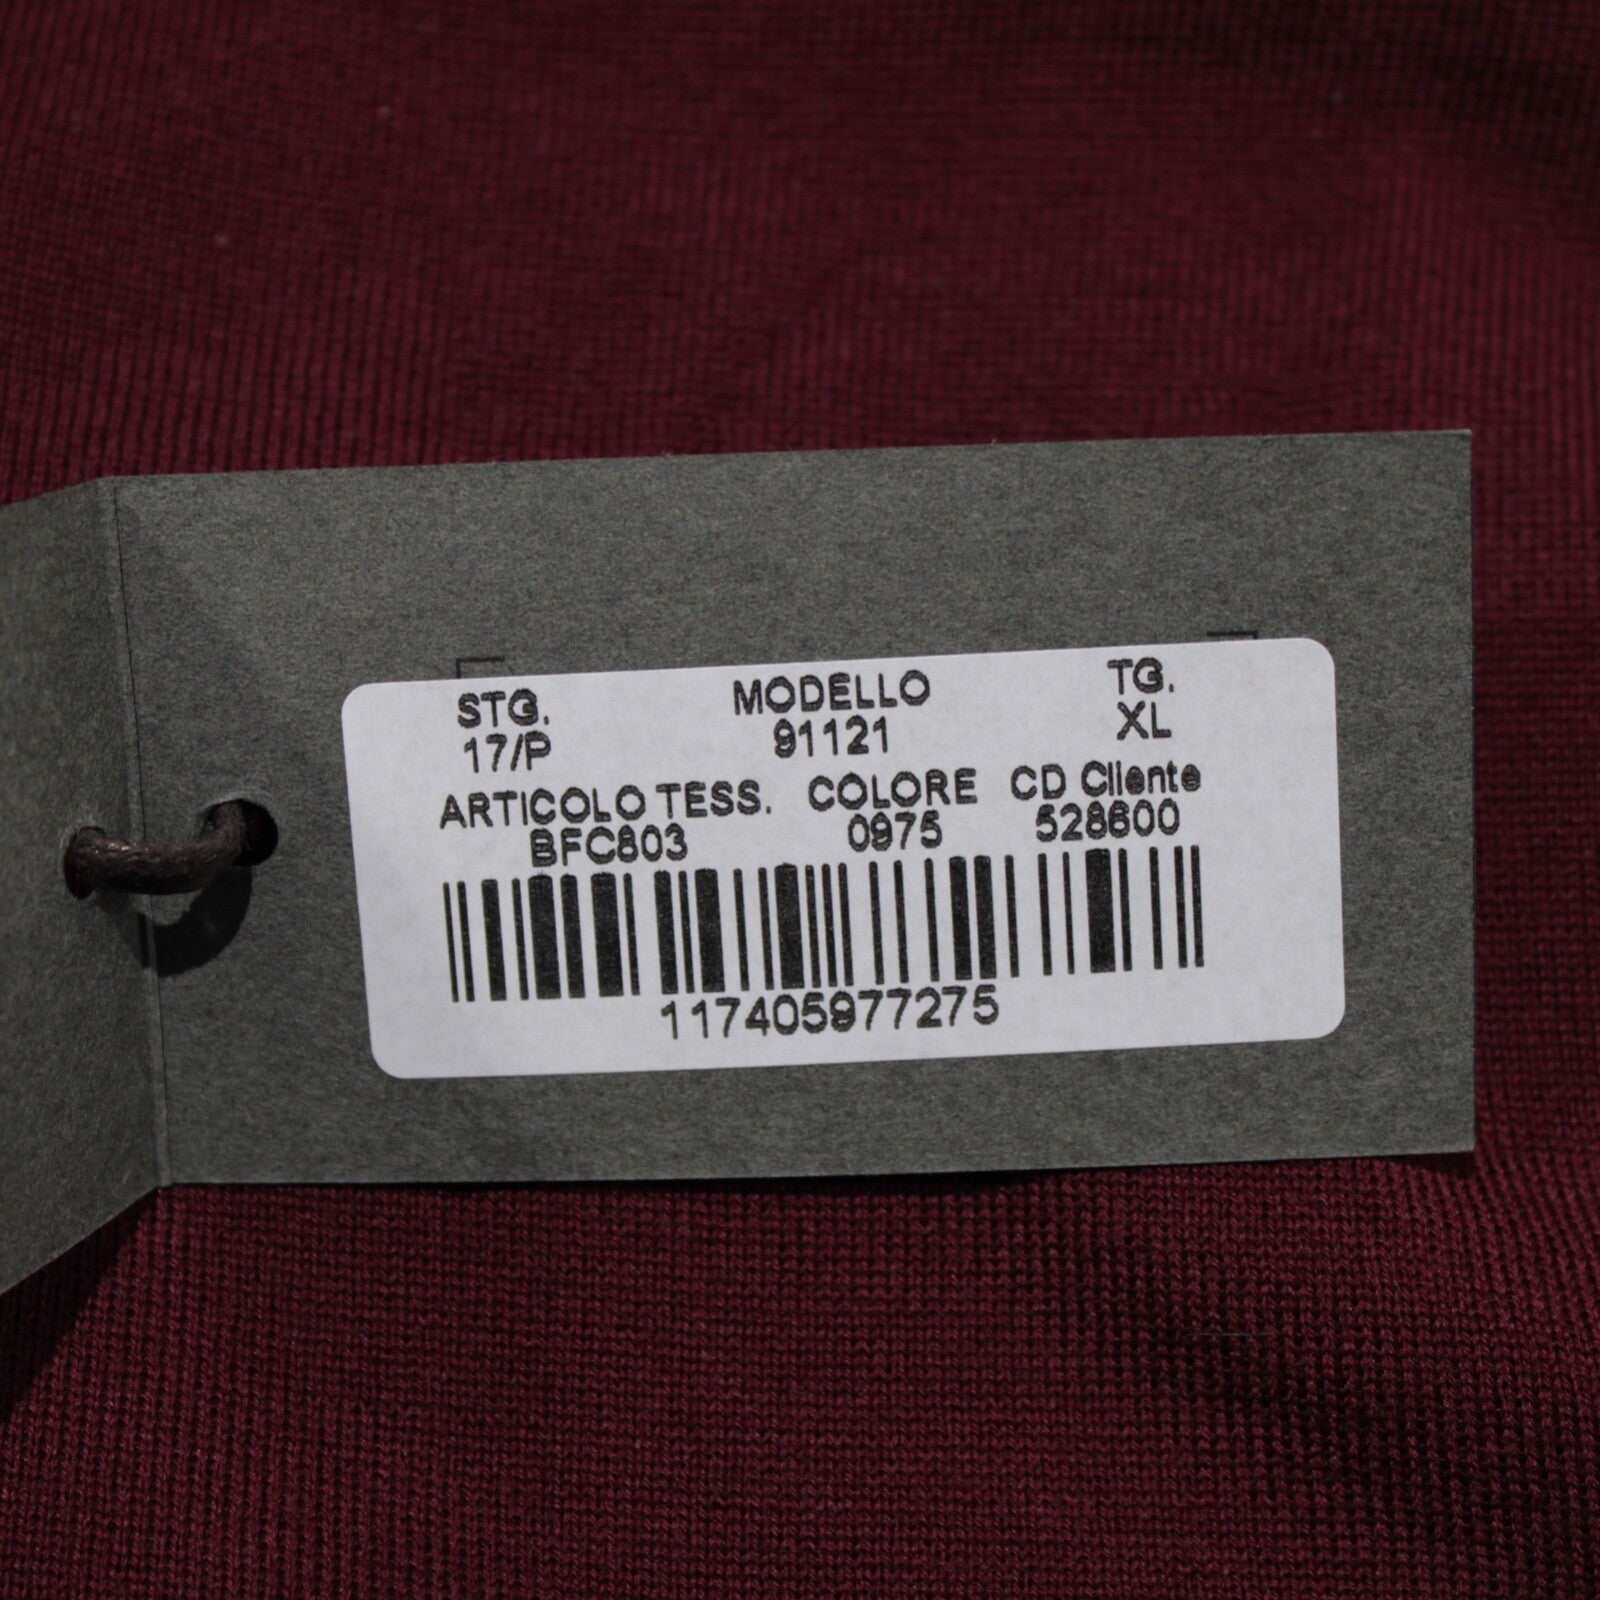 STG. MODELLO TG.
17/P 91121 XL
ARTICOLO TESS. COLORE CD Cliente
BFC803 0975 528600
117405977275